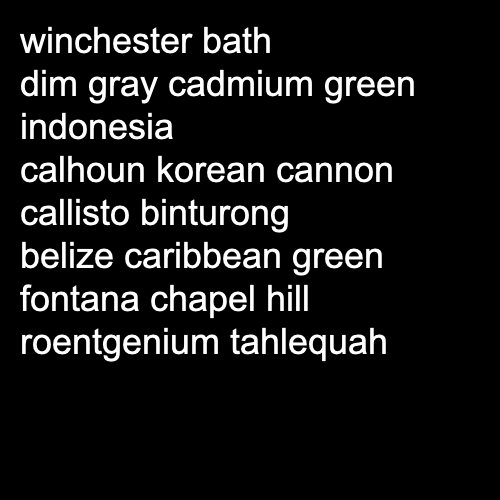 winchester bath
dim gray cadmium green
indonesia
calhoun korean cannon
callisto binturong
belize caribbean green
fontana chapel hill
roentgenium tahlequah